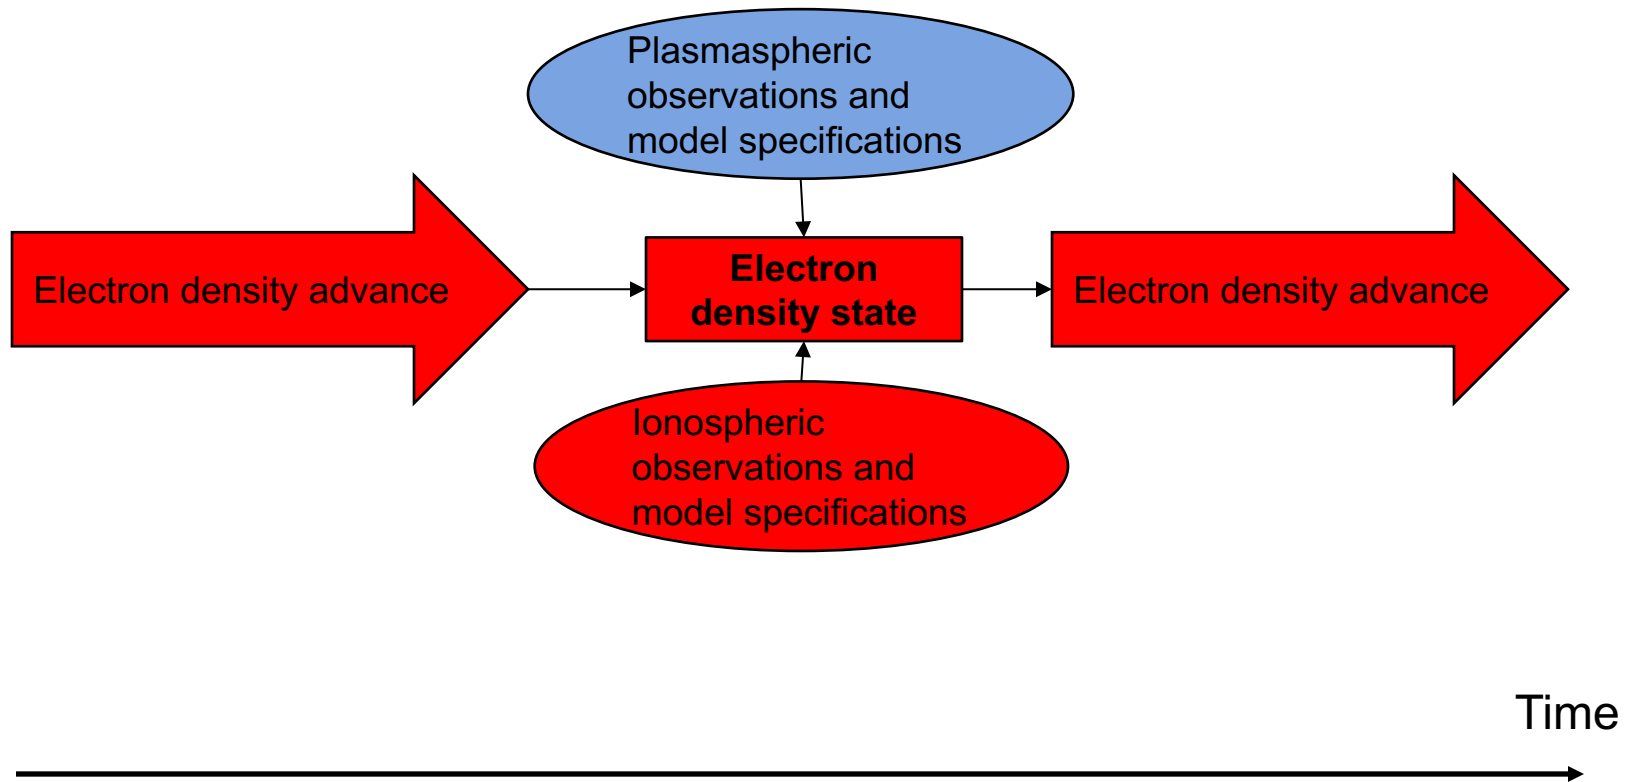 Plasmaspheric
observations and
model specifications
Electron density advance
Electron
density state
Electron density advance
Ionospheric
observations and
model specifications
Time